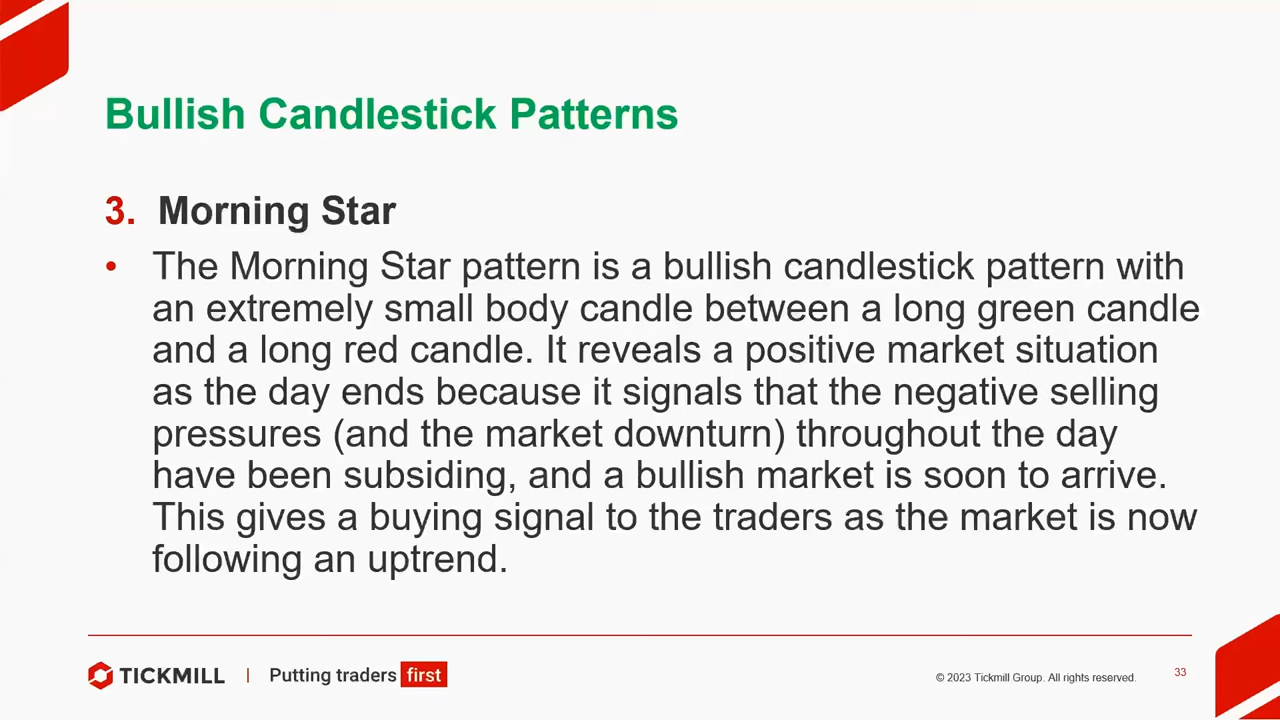 Bullish Candlestick Patterns
3. Morning Star
• The Morning Star pattern is a bullish candlestick pattern with
an extremely small body candle between a long green candle
and a long red candle. It reveals a positive market situation
as the day ends because it signals that the negative selling
pressures (and the market downturn) throughout the day
have been subsiding, and a bullish market is soon to arrive.
This gives a buying signal to the traders as the market is now
following an uptrend.
TICKMILL | Putting traders first
© 2023 Tickmill Group. All rights reserved. 33